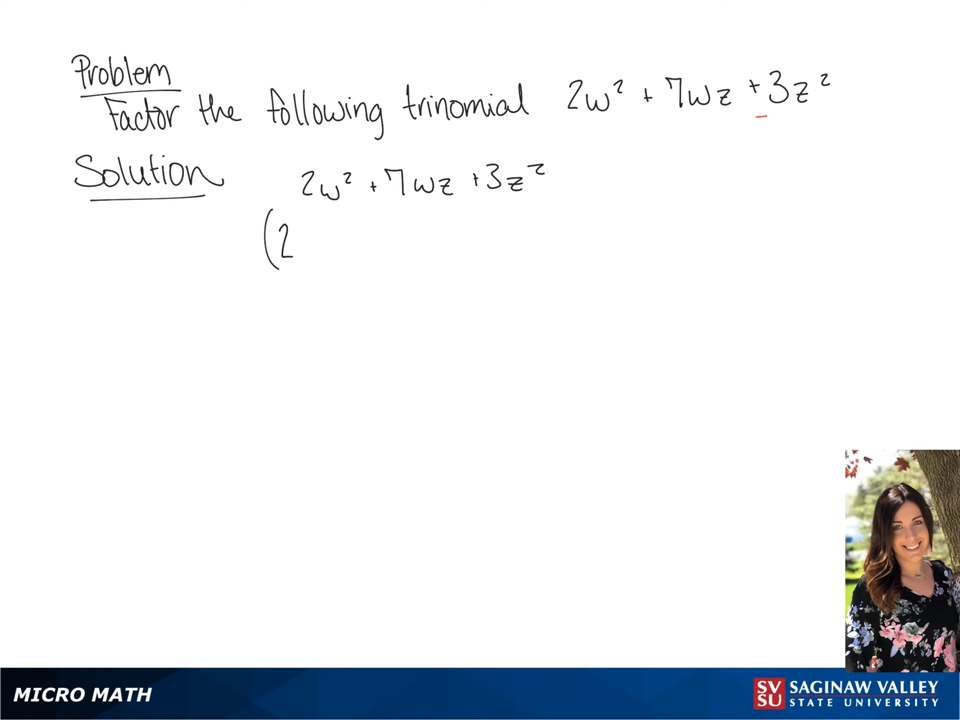 Problem
Factor the following trinomial 2w² + 7wz + 3z²
Solution 2w² + 7wz + 3z²
(2
MICRO MATH
SVSU SAGINAW VALLEY
STATE UNIVERSITY